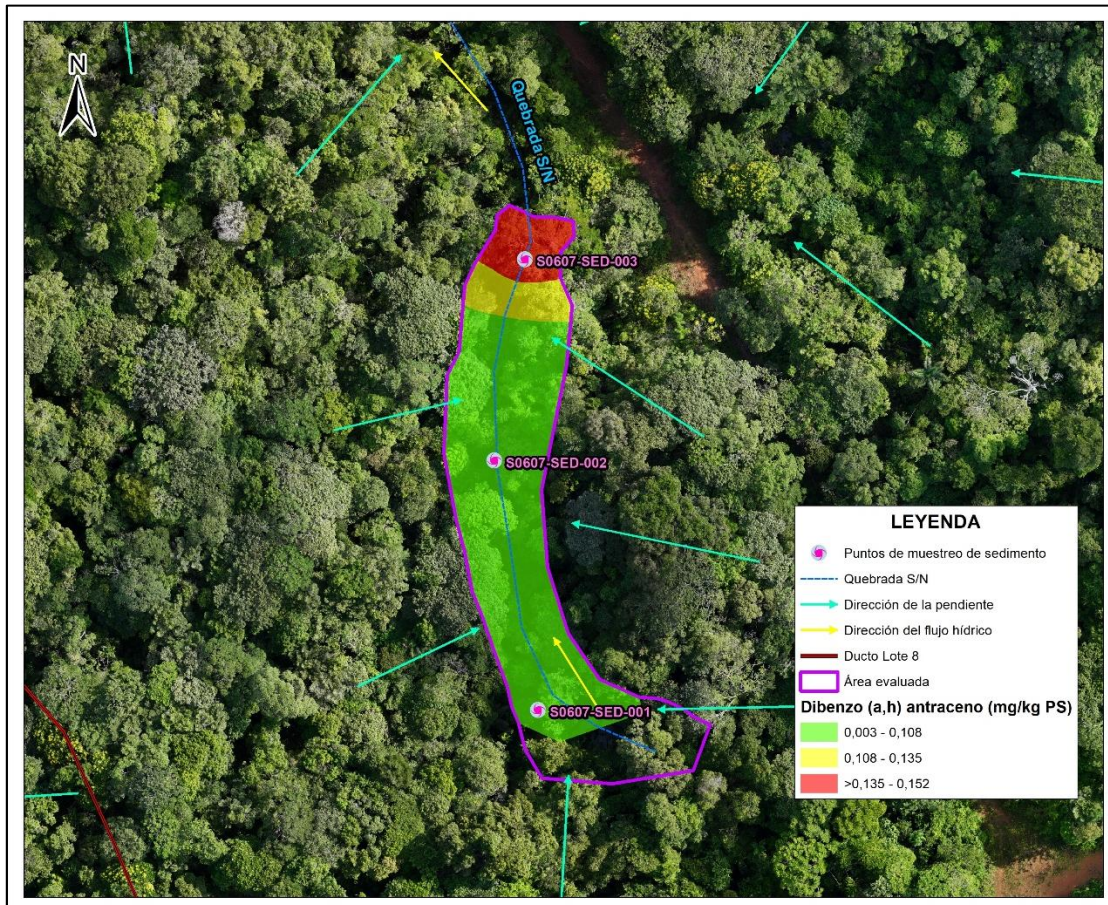 N
Quebrada S/N
S0607-SED-003
S0607-SED-002
S0607-SED-001
LEYENDA
Puntos de muestreo de sedimento
Quebrada S/N
Dirección de la pendiente
Dirección del flujo hídrico
Ducto Lote 8
Área evaluada
Dibenzo (a,h) antraceno (mg/kg PS)
0,003 - 0,108
0,108 - 0,135
>0,135 - 0,152